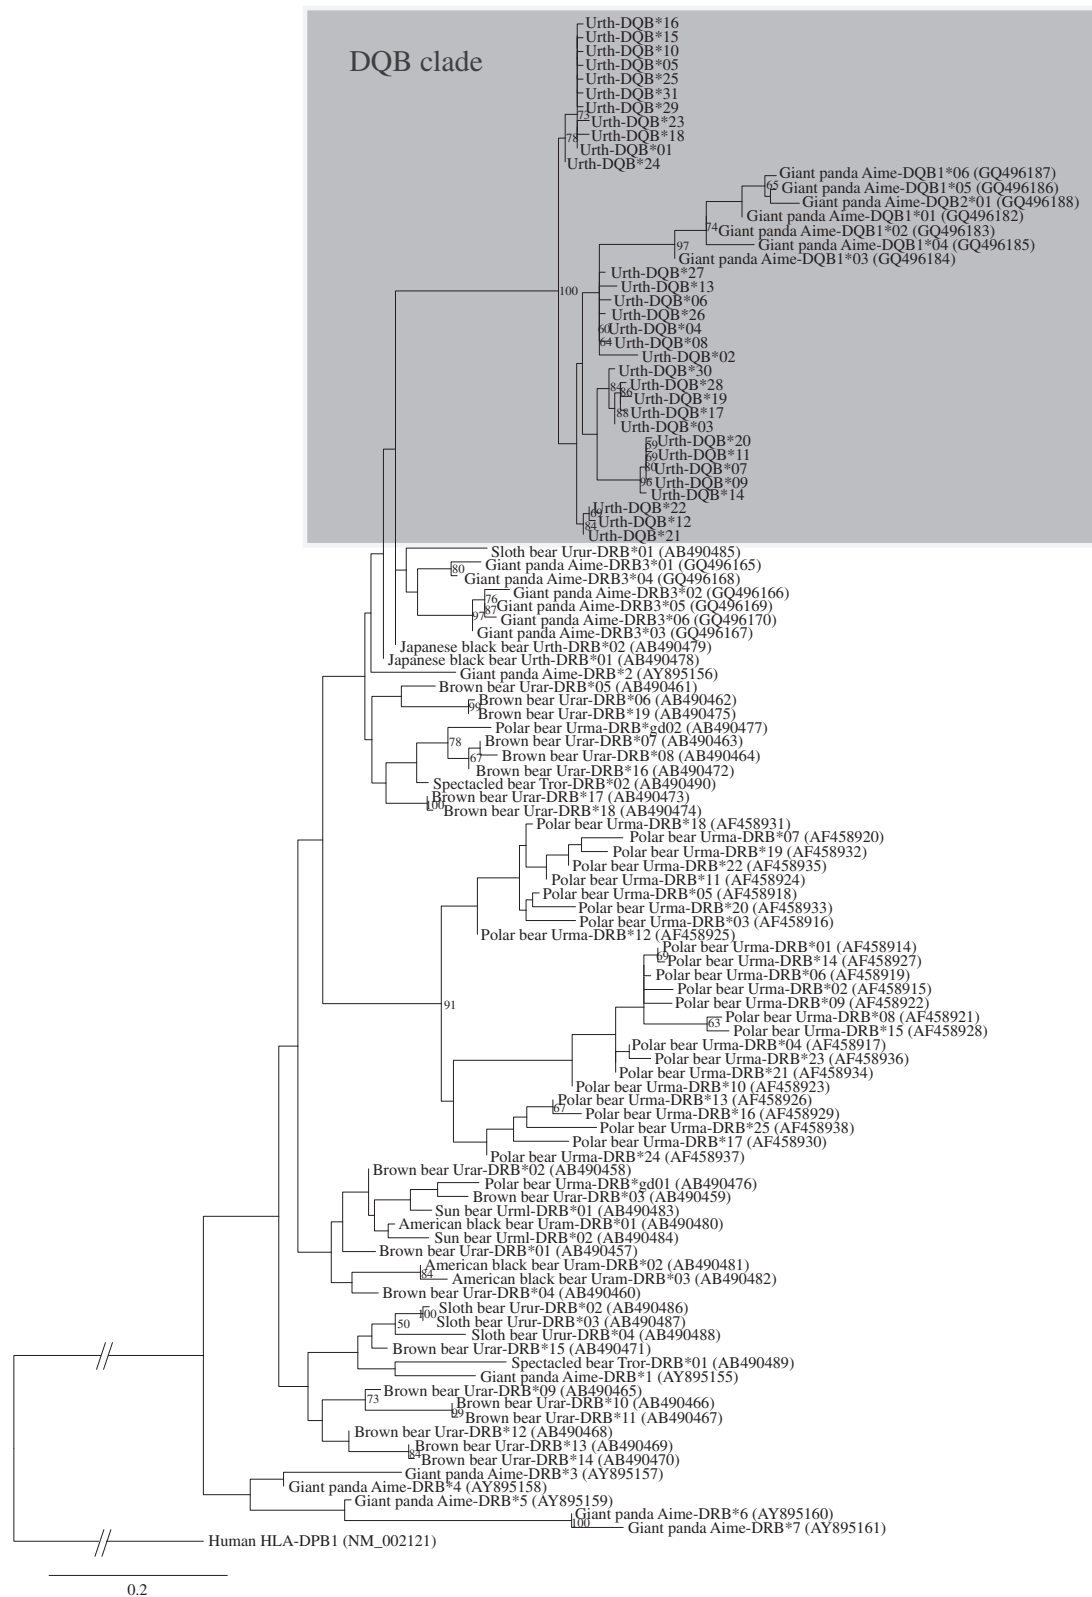 DQB clade
Urth-DQB*16
Urth-DQB*15
Urth-DQB*10
Urth-DQB*05
Urth-DQB*25
Urth-DQB*31
Urth-DQB*29
73
Urth-DQB*23
78
Urth-DQB*18
Urth-DQB*01
Urth-DQB*24
Giant panda Aime-DQB1*06 (GQ496187)
65
Giant panda Aime-DQB1*05 (GQ496186)
Giant panda Aime-DQB2*01 (GQ496188)
Giant panda Aime-DQB1*01 (GQ496182)
74
Giant panda Aime-DQB1*02 (GQ496183)
97
Giant panda Aime-DQB1*04 (GQ496185)
Giant panda Aime-DQB1*03 (GQ496184)
Urth-DQB*27
Urth-DQB*13
100
Urth-DQB*06
Urth-DQB*26
60
Urth-DQB*04
64
Urth-DQB*08
Urth-DQB*02
Urth-DQB*30
84
Urth-DQB*28
86
Urth-DQB*19
88
Urth-DQB*17
Urth-DQB*03
Urth-DQB*20
69
Urth-DQB*11
69
80
Urth-DQB*07
96
Urth-DQB*09
Urth-DQB*14
Urth-DQB*22
69
Urth-DQB*12
84
Urth-DQB*21
Sloth bear Urur-DRB*01 (AB490485)
Giant panda Aime-DRB3*01 (GQ496165)
80
Giant panda Aime-DRB3*04 (GQ496168)
Giant panda Aime-DRB3*02 (GQ496166)
76
Giant panda Aime-DRB3*05 (GQ496169)
87
97
Giant panda Aime-DRB3*06 (GQ496170)
Giant panda Aime-DRB3*03 (GQ496167)
Japanese black bear Urth-DRB*02 (AB490479)
Japanese black bear Urth-DRB*01 (AB490478)
Giant panda Aime-DRB*2 (AY895156)
Brown bear Urar-DRB*05 (AB490461)
Brown bear Urar-DRB*06 (AB490462)
99
Brown bear Urar-DRB*19 (AB490475)
Polar bear Urma-DRB*gd02 (AB490477)
78
Brown bear Urar-DRB*07 (AB490463)
67
Brown bear Urar-DRB*08 (AB490464)
Brown bear Urar-DRB*16 (AB490472)
Spectacled bear Tror-DRB*02 (AB490490)
Brown bear Urar-DRB*17 (AB490473)
100
Brown bear Urar-DRB*18 (AB490474)
Polar bear Urma-DRB*18 (AF458931)
Polar bear Urma-DRB*07 (AF458920)
Polar bear Urma-DRB*19 (AF458932)
Polar bear Urma-DRB*22 (AF458935)
Polar bear Urma-DRB*11 (AF458924)
Polar bear Urma-DRB*05 (AF458918)
Polar bear Urma-DRB*20 (AF458933)
Polar bear Urma-DRB*03 (AF458916)
Polar bear Urma-DRB*12 (AF458925)
Polar bear Urma-DRB*01 (AF458914)
69
Polar bear Urma-DRB*14 (AF458927)
Polar bear Urma-DRB*06 (AF458919)
Polar bear Urma-DRB*02 (AF458915)
91
Polar bear Urma-DRB*09 (AF458922)
Polar bear Urma-DRB*08 (AF458921)
63
Polar bear Urma-DRB*15 (AF458928)
Polar bear Urma-DRB*04 (AF458917)
Polar bear Urma-DRB*23 (AF458936)
Polar bear Urma-DRB*21 (AF458934)
Polar bear Urma-DRB*10 (AF458923)
Polar bear Urma-DRB*13 (AF458926)
67
Polar bear Urma-DRB*16 (AF458929)
Polar bear Urma-DRB*25 (AF458938)
Polar bear Urma-DRB*17 (AF458930)
Polar bear Urma-DRB*24 (AF458937)
Brown bear Urar-DRB*02 (AB490458)
Polar bear Urma-DRB*gd01 (AB490476)
Brown bear Urar-DRB*03 (AB490459)
Sun bear Urml-DRB*01 (AB490483)
American black bear Uram-DRB*01 (AB490480)
Sun bear Urml-DRB*02 (AB490484)
Brown bear Urar-DRB*01 (AB490457)
American black bear Uram-DRB*02 (AB490481)
84
American black bear Uram-DRB*03 (AB490482)
Brown bear Urar-DRB*04 (AB490460)
Sloth bear Urur-DRB*02 (AB490486)
100
Sloth bear Urur-DRB*03 (AB490487)
50
Sloth bear Urur-DRB*04 (AB490488)
Brown bear Urar-DRB*15 (AB490471)
Spectacled bear Tror-DRB*01 (AB490489)
Giant panda Aime-DRB*1 (AY895155)
Brown bear Urar-DRB*09 (AB490465)
73
Brown bear Urar-DRB*10 (AB490466)
99
Brown bear Urar-DRB*11 (AB490467)
Brown bear Urar-DRB*12 (AB490468)
Brown bear Urar-DRB*13 (AB490469)
84
Brown bear Urar-DRB*14 (AB490470)
Giant panda Aime-DRB*3 (AY895157)
Giant panda Aime-DRB*4 (AY895158)
Giant panda Aime-DRB*5 (AY895159)
Giant panda Aime-DRB*6 (AY895160)
100
Giant panda Aime-DRB*7 (AY895161)
Human HLA-DPB1 (NM_002121)
0.2